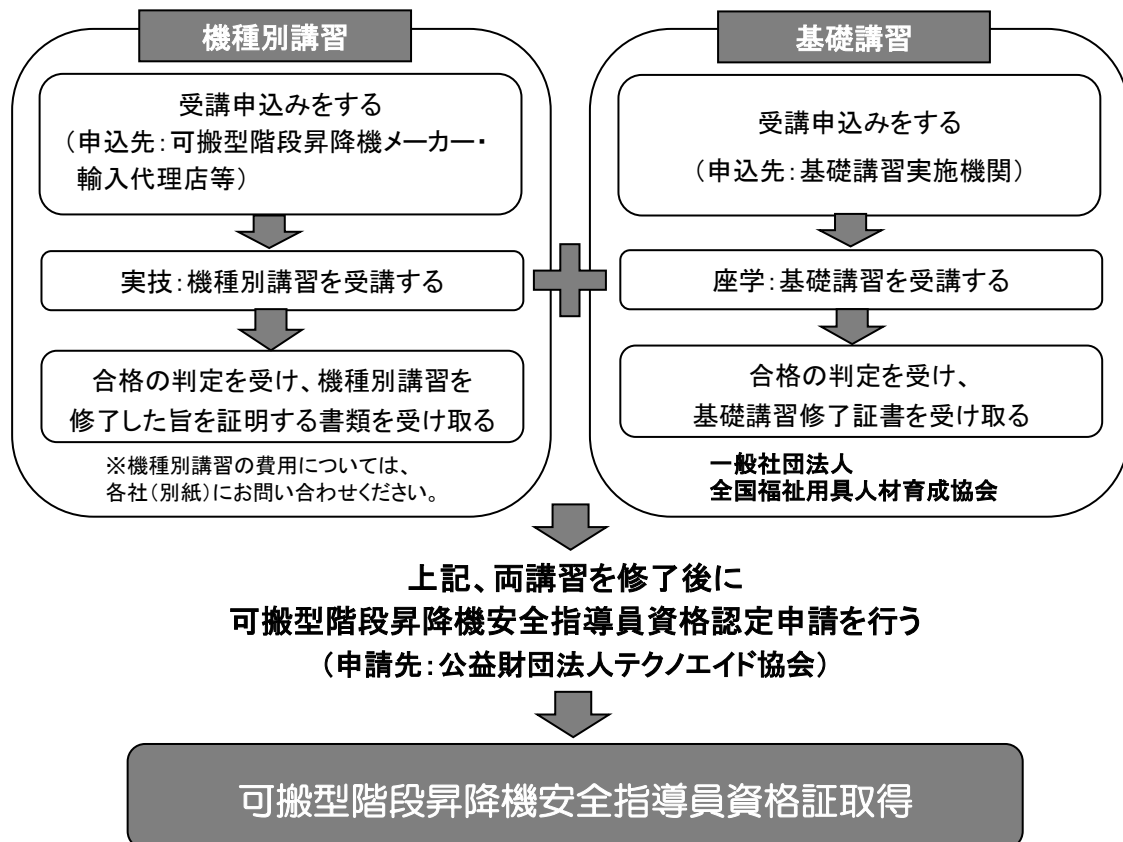 機種別講習
受講申込みをする
（申込先：可搬型階段昇降機メーカー・
輸入代理店等）
実技：機種別講習を受講する
合格の判定を受け、機種別講習を
修了した旨を証明する書類を受け取る
※機種別講習の費用については、
各社（別紙）にお問い合わせください。
基礎講習
受講申込みをする
（申込先：基礎講習実施機関）
座学：基礎講習を受講する
合格の判定を受け、
基礎講習修了証書を受け取る
一般社団法人
全国福祉用具人材育成協会
上記、両講習を修了後に
可搬型階段昇降機安全指導員資格認定申請を行う
（申請先：公益財団法人テクノエイド協会）
可搬型階段昇降機安全指導員資格証取得